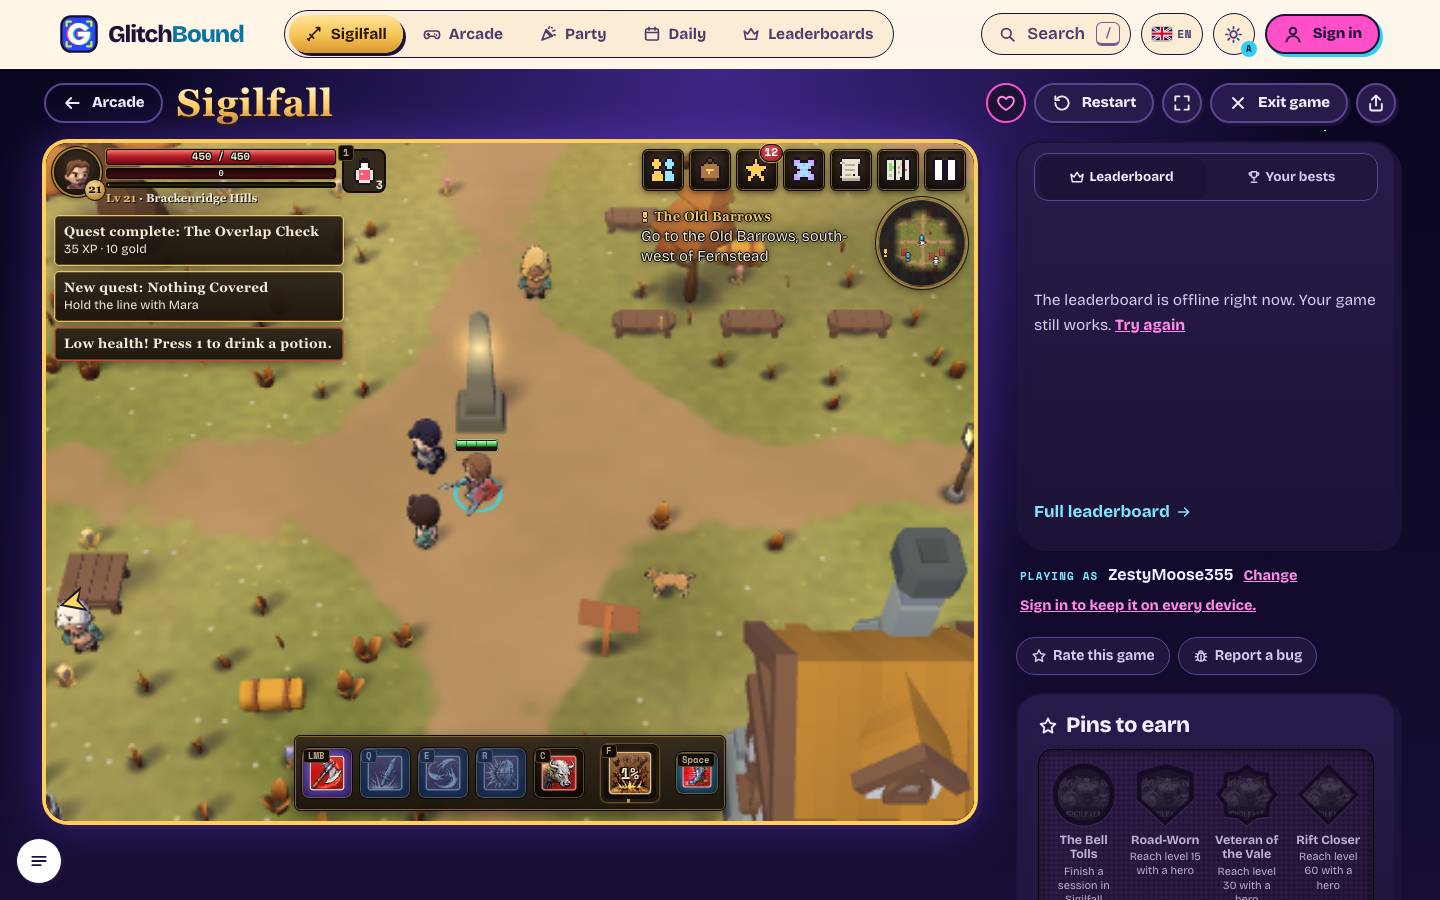 GlitchBound
Sigilfall
Arcade
Party
Daily
Leaderboards
Search /
EN
A
Sign in
Arcade
Sigilfall
Restart
Exit game
450 / 450
0
21
Lv 21 · Brackenridge Hills
1
3
12
Quest complete: The Overlap Check
35 XP · 10 gold
New quest: Nothing Covered
Hold the line with Mara
Low health! Press 1 to drink a potion.
! The Old Barrows
Go to the Old Barrows, south-
west of Fernstead
LMB
Q
E
R
C
F
1%
Space
Leaderboard
Your bests
The leaderboard is offline right now. Your game
still works. Try again
Full leaderboard →
PLAYING AS ZestyMoose355 Change
Sign in to keep it on every device.
Rate this game
Report a bug
Pins to earn
The Bell
Tolls
Finish a
session in
Sigilfall
Road-Worn
Reach level 15
with a hero
Veteran of
the Vale
Reach level
30 with a
hero
Rift Closer
Reach level
60 with a
hero